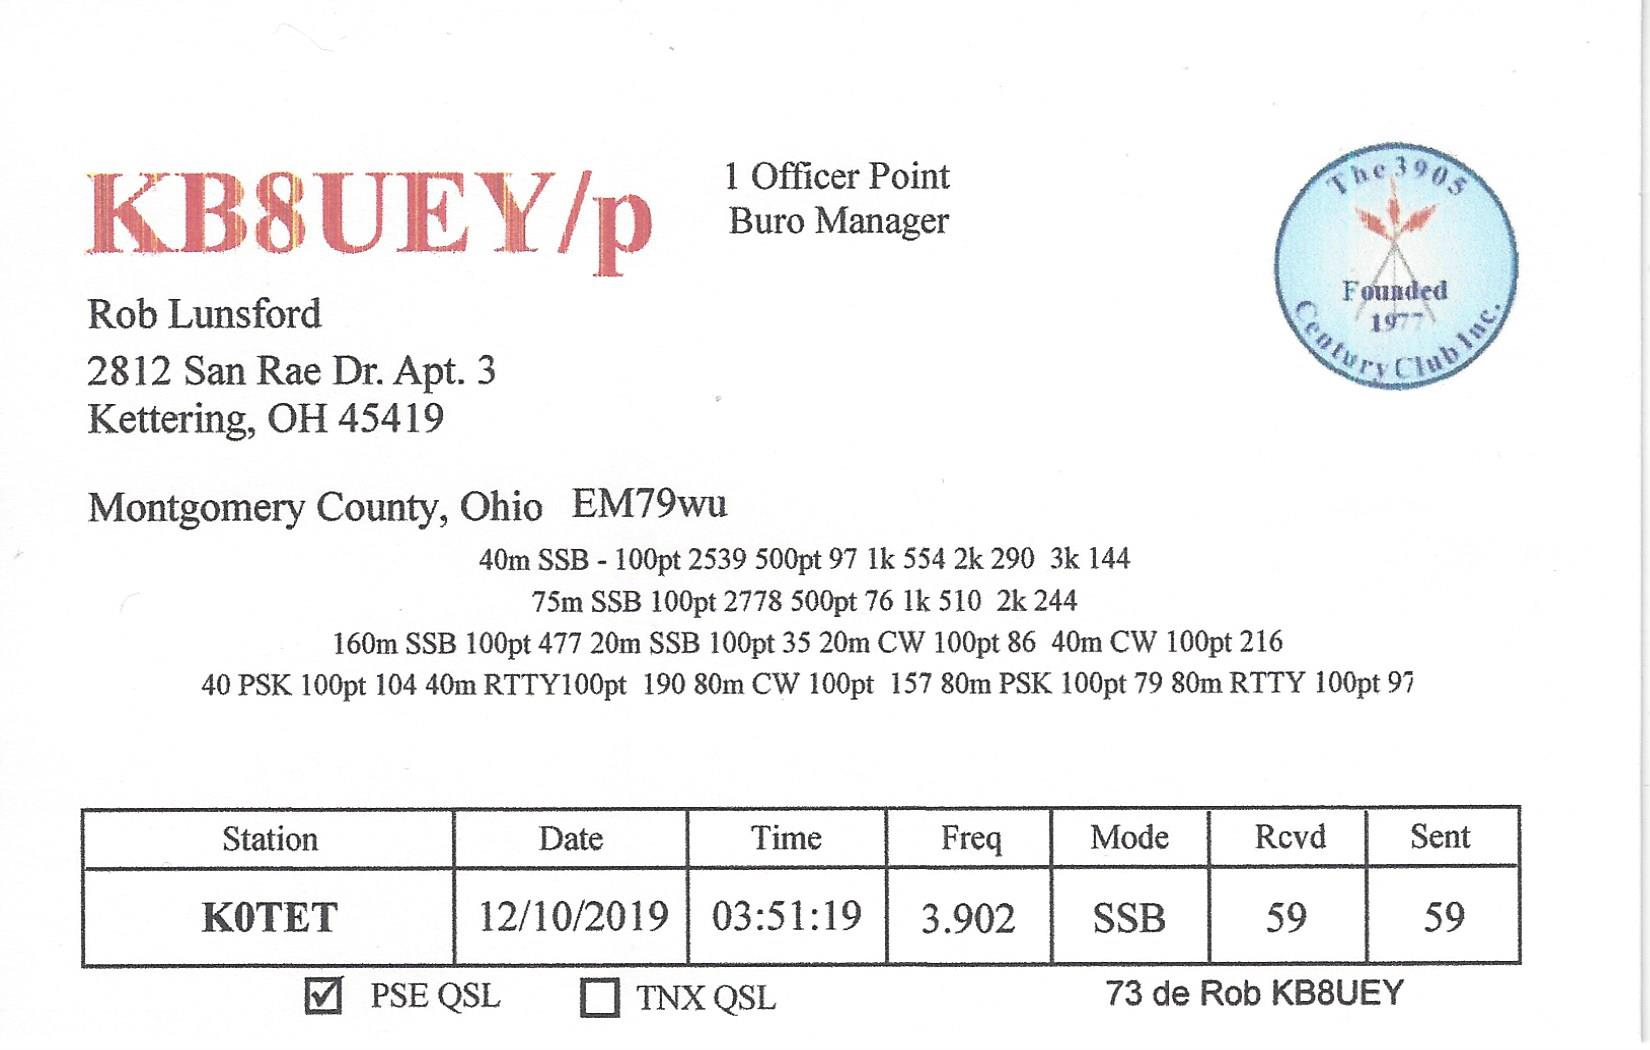 KB8UEY/p
1 Officer Point
Buro Manager
The 3905
Founded
1977
Century Club Inc.
Rob Lunsford
2812 San Rae Dr. Apt. 3
Kettering, OH 45419
Montgomery County, Ohio EM79wu
40m SSB - 100pt 2539 500pt 97 1k 554 2k 290 3k 144
75m SSB 100pt 2778 500pt 76 1k 510 2k 244
160m SSB 100pt 477 20m SSB 100pt 35 20m CW 100pt 86 40m CW 100pt 216
40 PSK 100pt 104 40m RTTY100pt 190 80m CW 100pt 157 80m PSK 100pt 79 80m RTTY 100pt 97
Station Date Time Freq Mode Rcvd Sent
K0TET 12/10/2019 03:51:19 3.902 SSB 59 59
PSE QSL TNX QSL 73 de Rob KB8UEY